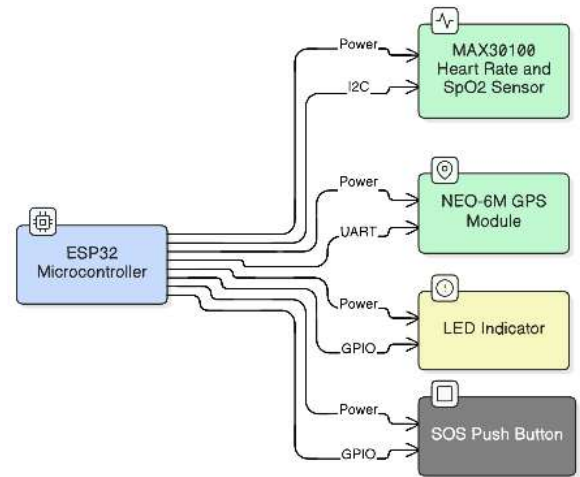 Power
MAX30100
Heart Rate and
SpO2 Sensor
I2C
Power
NEO-6M GPS
Module
UART
ESP32
Microcontroller
Power
LED Indicator
GPIO
Power
SOS Push Button
GPIO